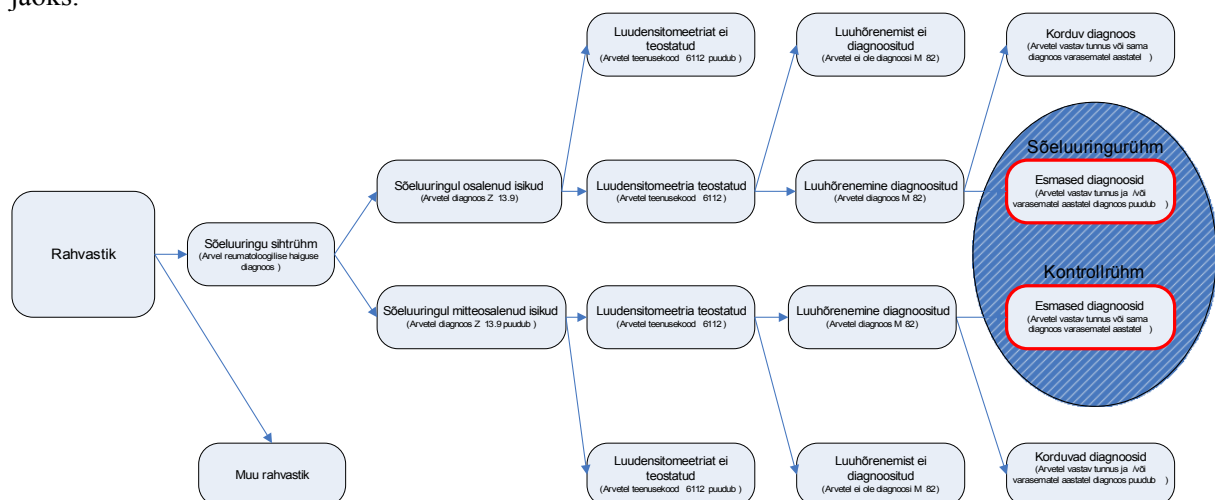 jaoks.
Luudensitomeetriat ei
teostatud
(Arvetel teenusekood 6112 puudub )
Luuhõrenemist ei
diagnoositud
(Arvetel ei ole diagnoosi M 82)
Korduv diagnoos
(Arvetel vastav tunnus või sama
diagnoos varasematel aastatel )
Sõeluuringul osalenud isikud
(Arvetel diagnoos Z 13.9)
Luudensitomeetria teostatud
(Arvetel teenusekood 6112)
Luuhõrenemine diagnoositud
(Arvetel diagnoos M 82)
Sõeluuringurühm
Esmased diagnoosid
(Arvetel vastav tunnus ja /või
varasematel aastatel diagnoos puudub )
Rahvastik
Sõeluuringu sihtrühm
(Arvel reumatoloogilise haiguse
diagnoos )
Sõeluuringul mitteosalenud isikud
(Arvetel diagnoos Z 13.9 puudub )
Luudensitomeetria teostatud
(Arvetel teenusekood 6112)
Luuhõrenemine diagnoositud
(Arvetel diagnoos M 82)
Kontrollrühm
Esmased diagnoosid
(Arvetel vastav tunnus või sama
diagnoos varasematel aastatel )
Muu rahvastik
Luudensitomeetriat ei
teostatud
(Arvetel teenusekood 6112 puudub )
Luuhõrenemist ei
diagnoositud
(Arvetel ei ole diagnoosi M 82)
Korduvad diagnoosid
(Arvetel vastav tunnus ja /või
varasematel aastatel diagnoos puudub )